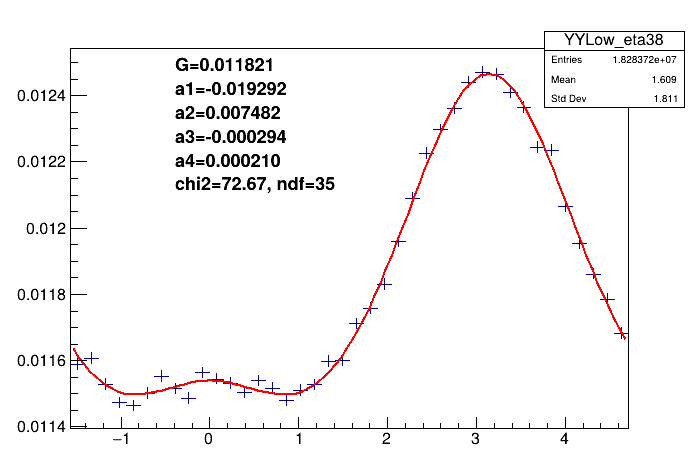 YYLow_eta38
Entries 1.828372e+07
Mean 1.609
Std Dev 1.811
G=0.011821
a1=-0.019292
a2=0.007482
a3=-0.000294
a4=0.000210
chi2=72.67, ndf=35
0.0124
0.0122
0.012
0.0118
0.0116
0.0114
−1 0 1 2 3 4